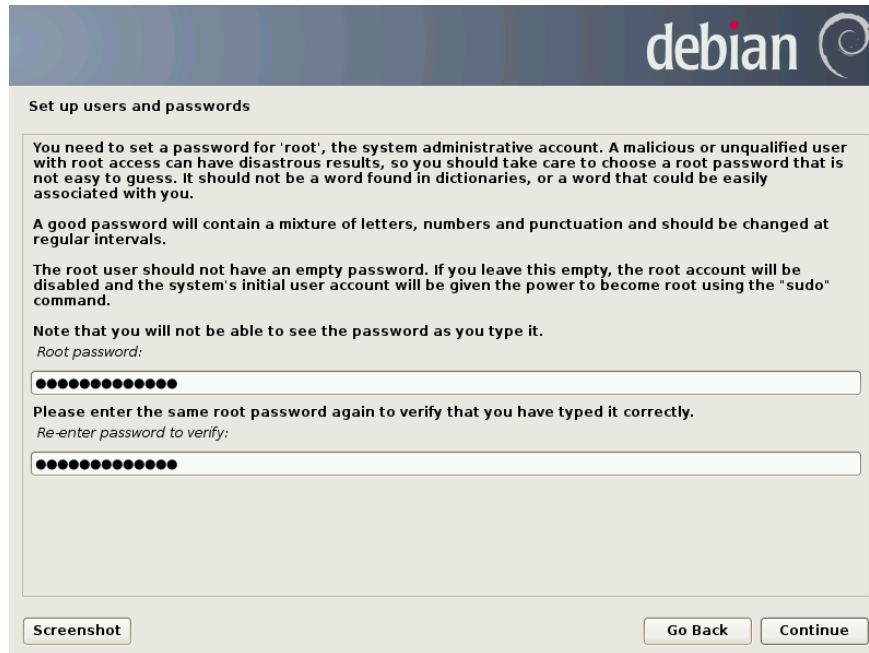 debian
Set up users and passwords
You need to set a password for 'root', the system administrative account. A malicious or unqualified user
with root access can have disastrous results, so you should take care to choose a root password that is
not easy to guess. It should not be a word found in dictionaries, or a word that could be easily
associated with you.
A good password will contain a mixture of letters, numbers and punctuation and should be changed at
regular intervals.
The root user should not have an empty password. If you leave this empty, the root account will be
disabled and the system's initial user account will be given the power to become root using the "sudo"
command.
Note that you will not be able to see the password as you type it.
Root password:
●●●●●●●●●●●●●
Please enter the same root password again to verify that you have typed it correctly.
Re-enter password to verify:
●●●●●●●●●●●●●
Screenshot
Go Back
Continue